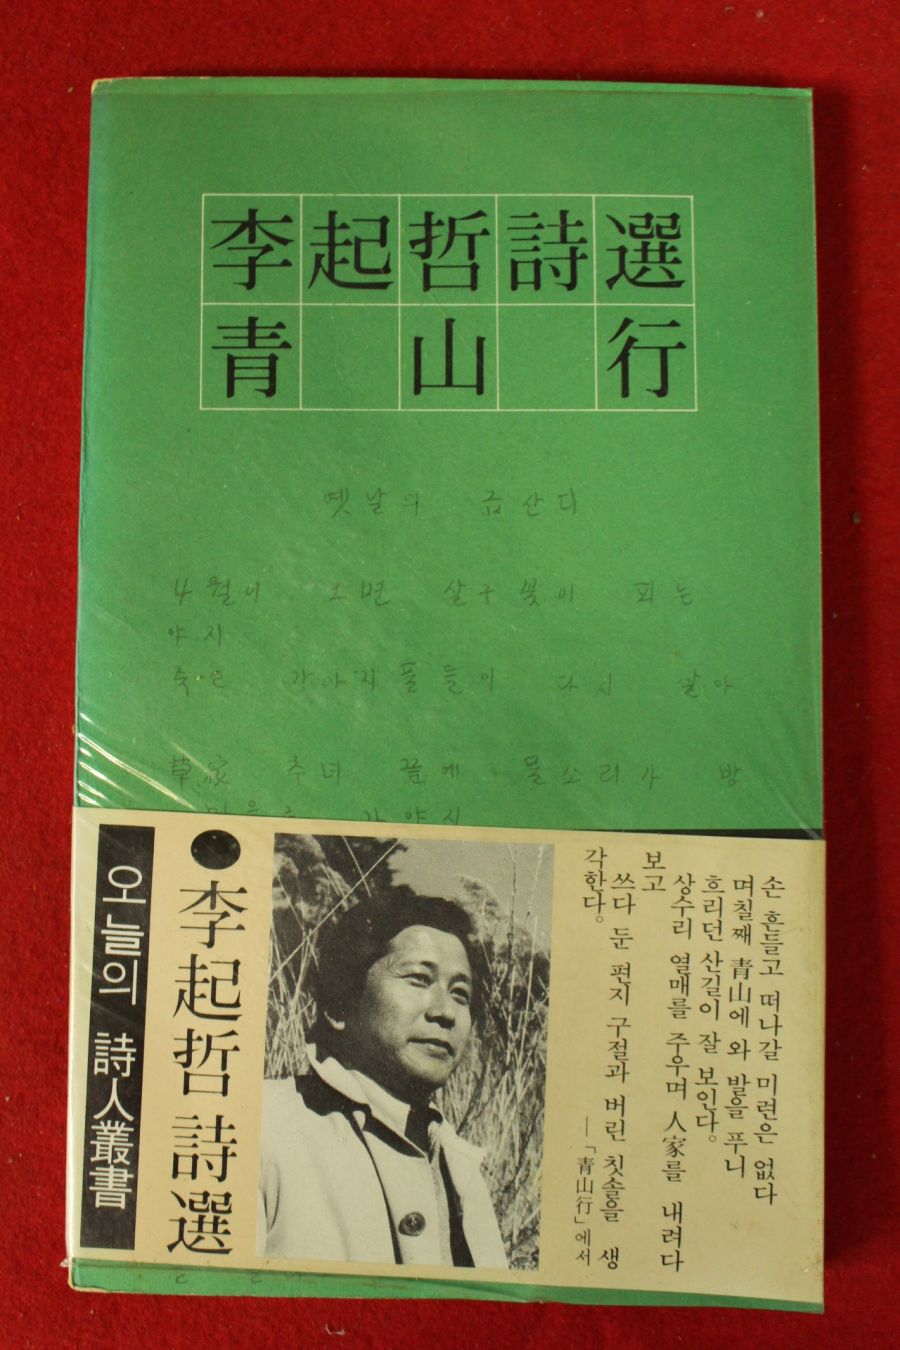 李起哲詩選
青山行
옛날의 금잔디
4월이 오면 살구꽃이 피는
야시
죽은 강아지풀들이 다시 살아
草家 추녀 끝에 물소리가 방
오늘의 詩人叢書
●李起哲詩選
손 흔들고 떠나갈 미련은 없다
며칠째 青山에 와 발을 푸니
흐리던 산길이 잘 보인다.
상수리 열매를 주우며 人家를 내려다
보고
쓰다 둔 편지 구절과 버린 칫솔을 생
각한다.
―「青山行」에서